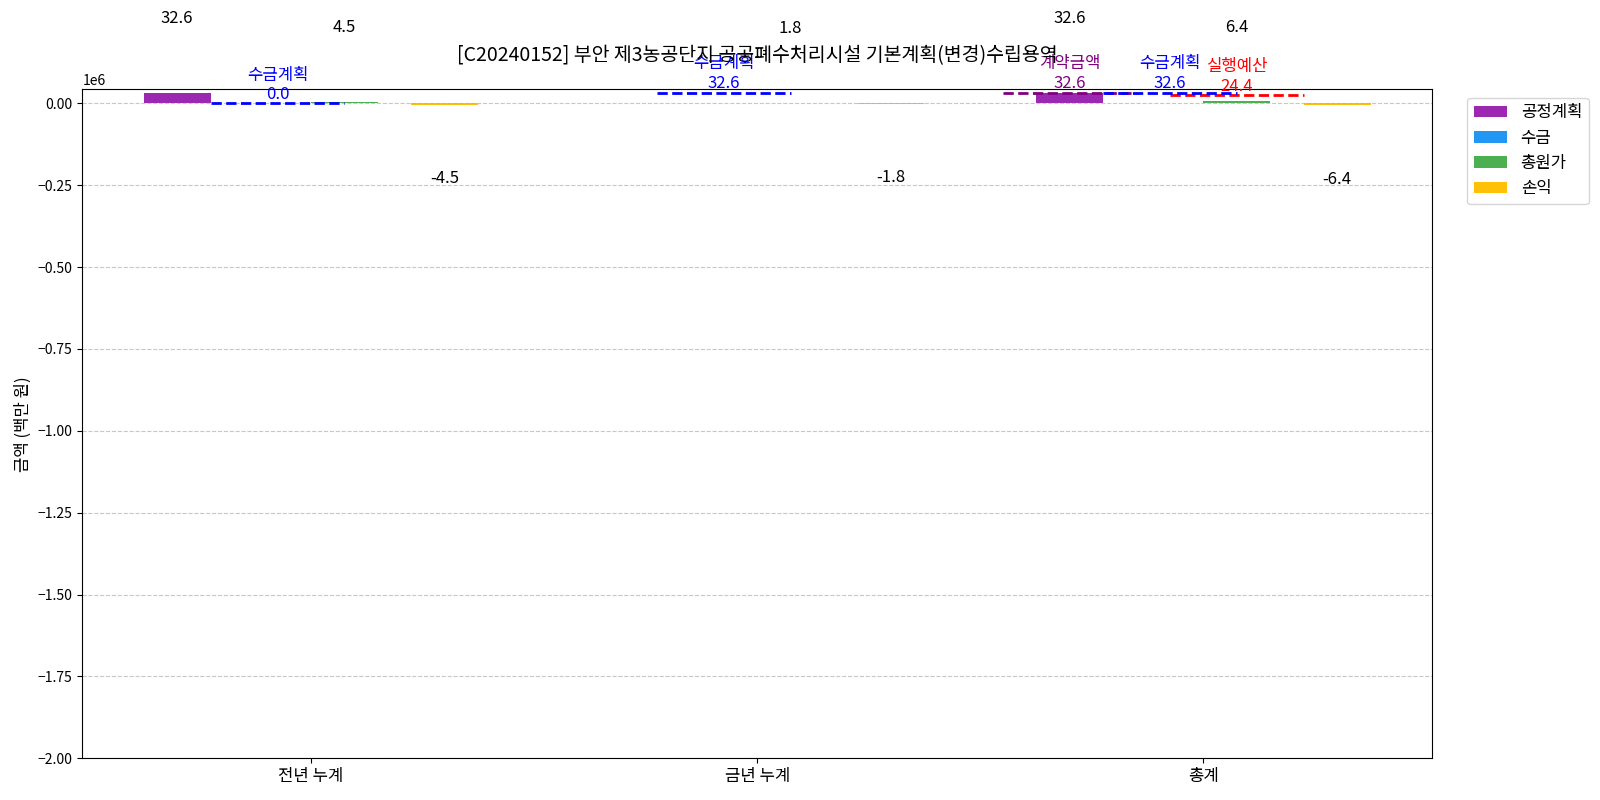 32.6
4.5
1.8
32.6
6.4
[C20240152] 부안 제3농공단지 공공폐수처리시설 기본계획(변경)수립용역
수금계획
0.0
수금계획
32.6
계약금액
32.6
수금계획
32.6
실행예산
24.4
1e6
0.00
−0.25
−0.50
−0.75
−1.00
−1.25
−1.50
−1.75
−2.00
금액 (백만 원)
-4.5
-1.8
-6.4
공정계획
수금
총원가
손익
전년 누계
금년 누계
총계